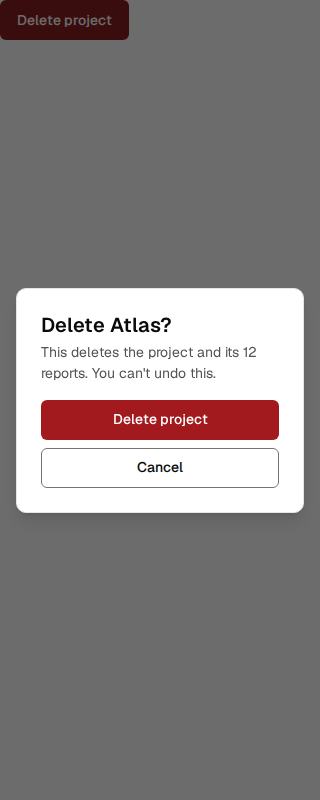 Delete project
Delete Atlas?
This deletes the project and its 12
reports. You can't undo this.
Delete project
Cancel